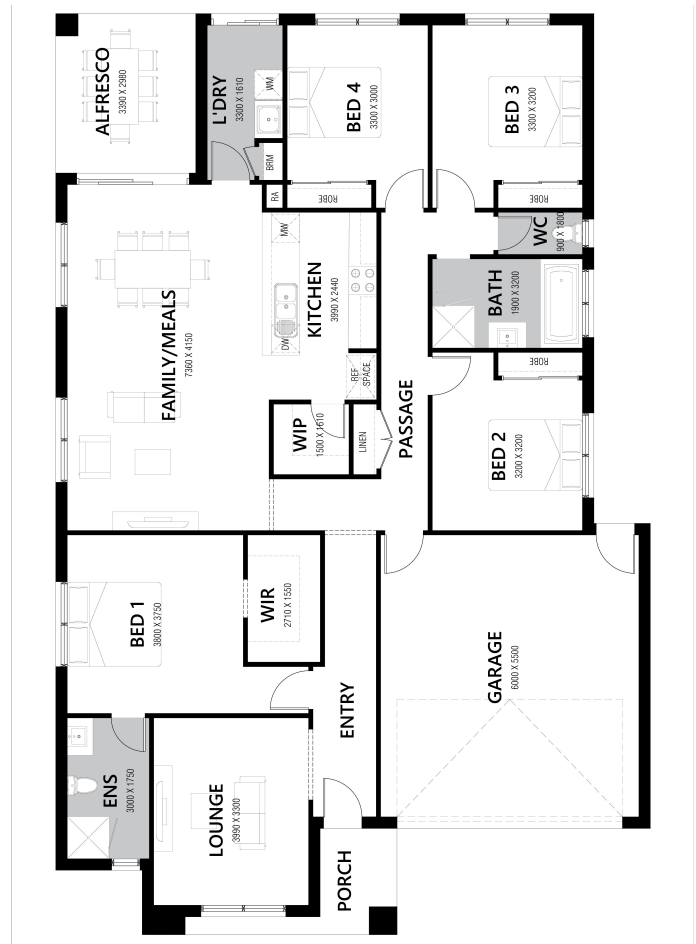 ALFRESCO
3390 X 2980
L'DRY
3300 X 1610
WM
BRM
BED 4
3300 X 3000
ROBE
BED 3
3300 X 3200
ROBE
RA
MW
WC
900 X 1800
KITCHEN
3990 X 2440
DW
REF
SPACE
BATH
1900 X 3200
FAMILY/MEALS
7360 X 4150
WIP
1500 X 1610
LINEN
PASSAGE
ROBE
BED 2
3200 X 3200
BED 1
3800 X 3750
WIR
2710 X 1550
ENTRY
GARAGE
6000 X 5500
ENS
3000 X 1750
LOUNGE
3990 X 3300
PORCH